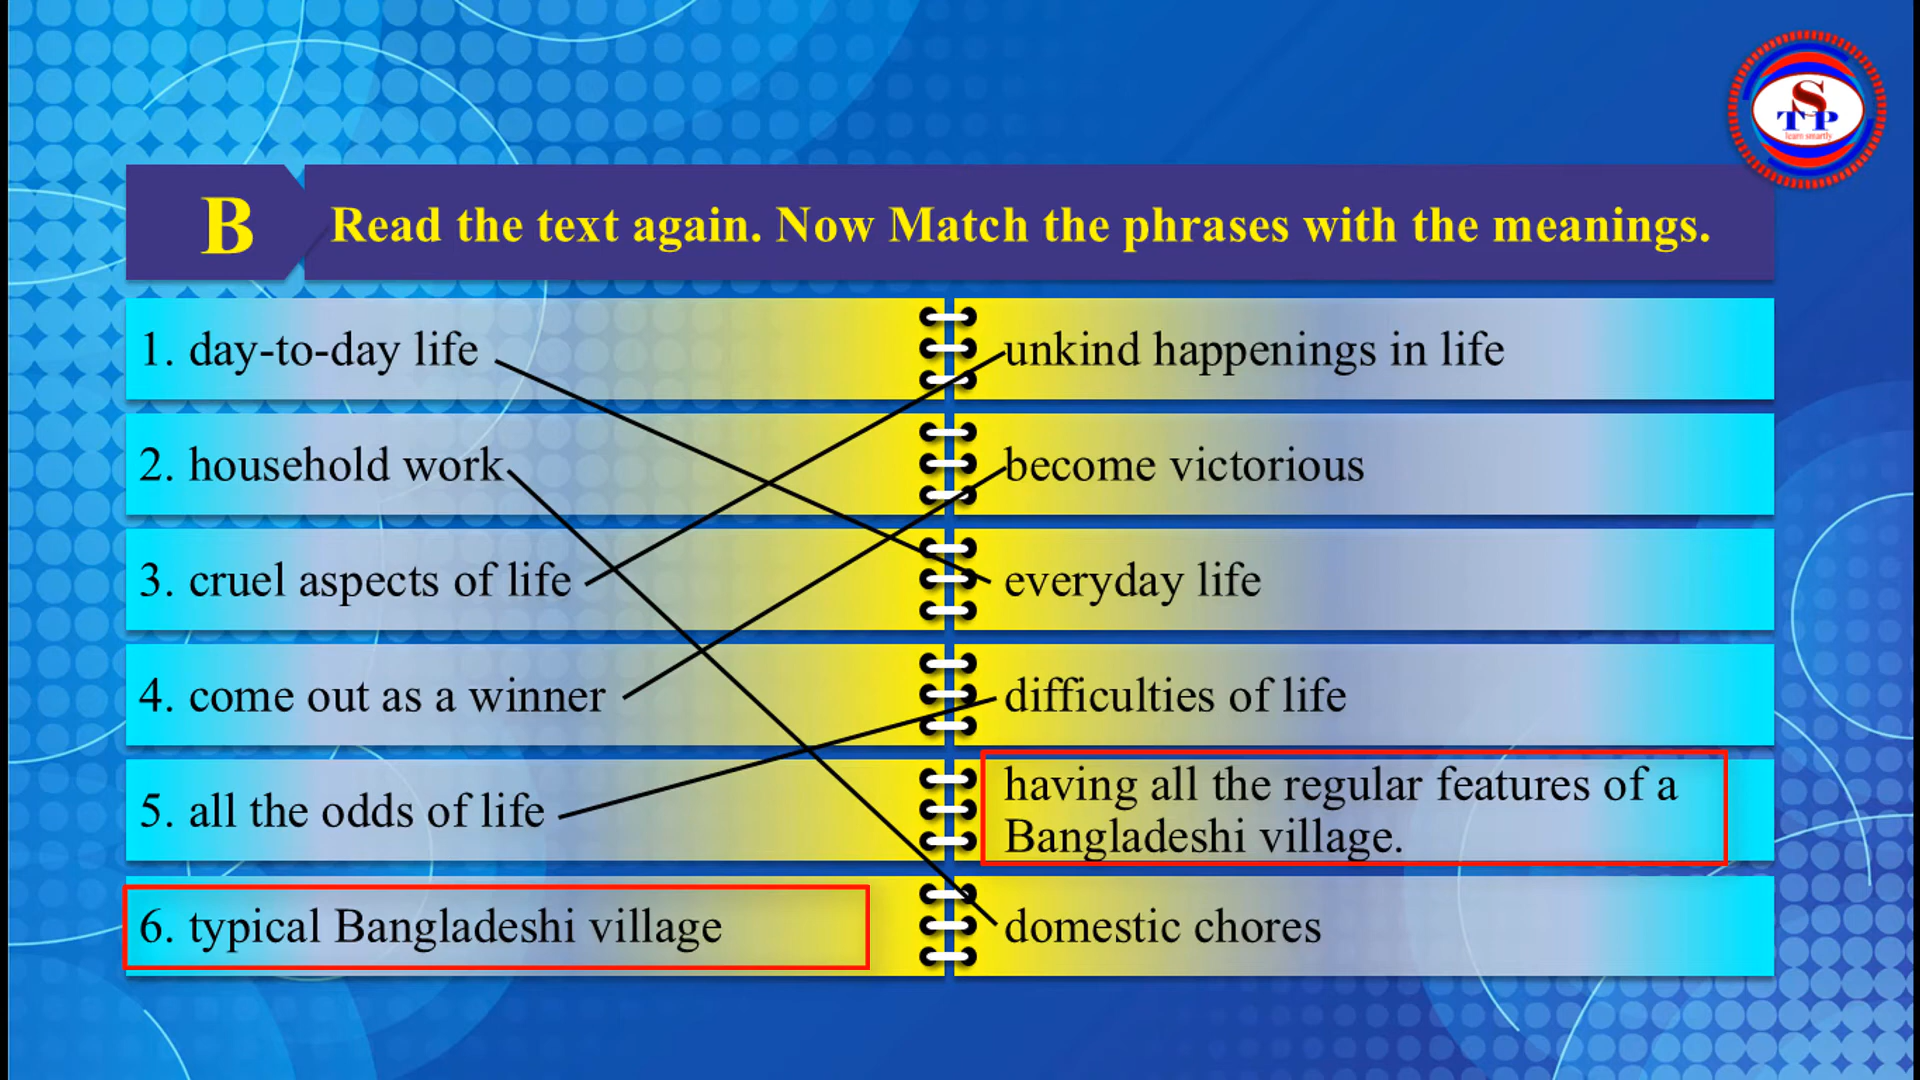 S
TP
learn smartly
B Read the text again. Now Match the phrases with the meanings.
1. day-to-day life
unkind happenings in life
2. household work
become victorious
3. cruel aspects of life
everyday life
4. come out as a winner
difficulties of life
5. all the odds of life
having all the regular features of a
Bangladeshi village.
6. typical Bangladeshi village
domestic chores